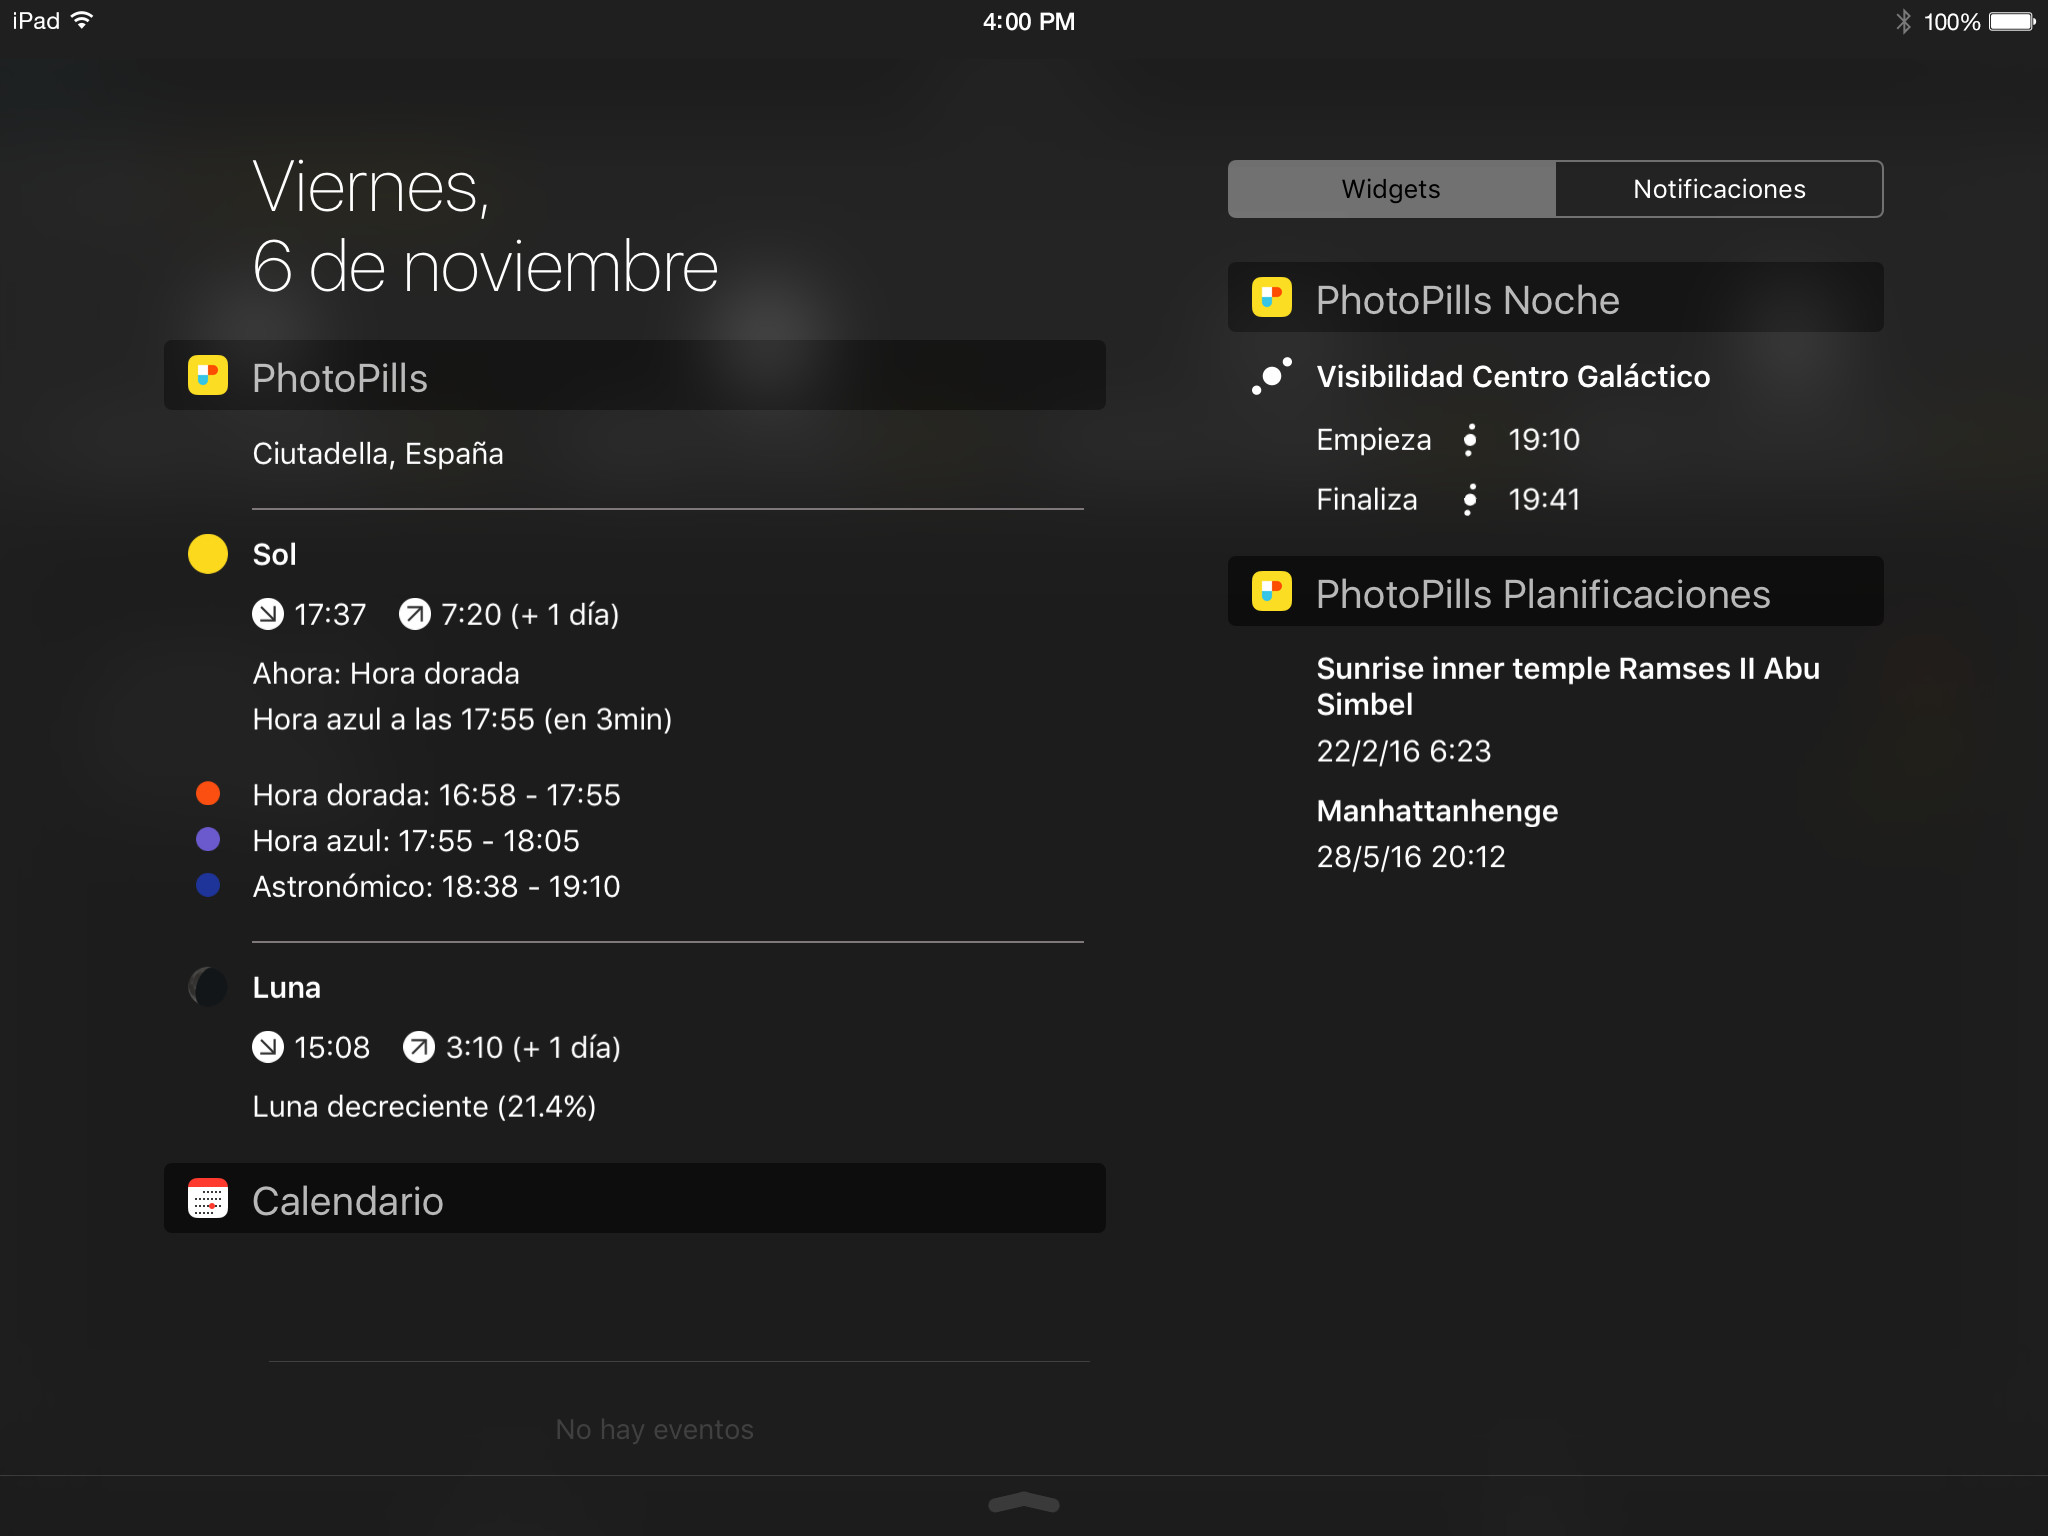 iPad
4:00 PM
100%
Viernes,
6 de noviembre
PhotoPills
Ciutadella, España
Sol
17:37 7:20 (+ 1 día)
Ahora: Hora dorada
Hora azul a las 17:55 (en 3min)
Hora dorada: 16:58 - 17:55
Hora azul: 17:55 - 18:05
Astronómico: 18:38 - 19:10
Luna
15:08 3:10 (+ 1 día)
Luna decreciente (21.4%)
Calendario
No hay eventos
Widgets
Notificaciones
PhotoPills Noche
Visibilidad Centro Galáctico
Empieza 19:10
Finaliza 19:41
PhotoPills Planificaciones
Sunrise inner temple Ramses II Abu
Simbel
22/2/16 6:23
Manhattanhenge
28/5/16 20:12